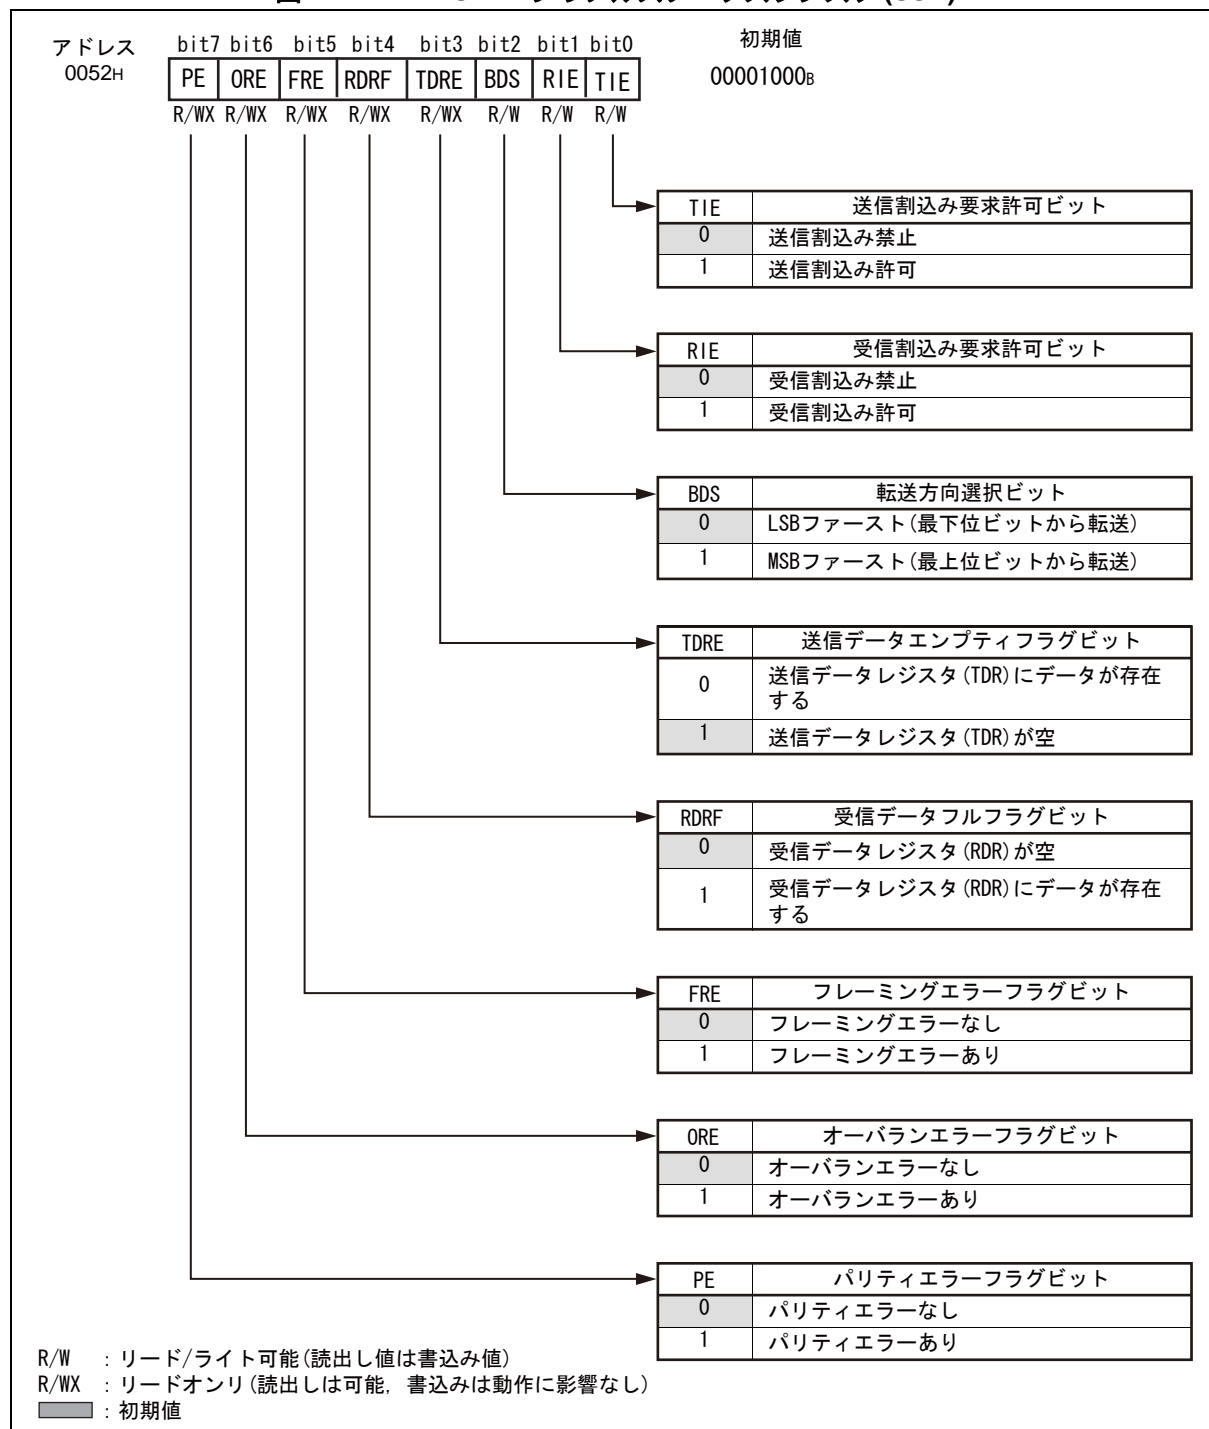 アドレス bit7 bit6 bit5 bit4 bit3 bit2 bit1 bit0 初期値
0052H PE ORE FRE RDRF TDRE BDS RIE TIE 00001000B
R/WX R/WX R/WX R/WX R/WX R/W R/W R/W
TIE 送信割込み要求許可ビット
0 送信割込み禁止
1 送信割込み許可
RIE 受信割込み要求許可ビット
0 受信割込み禁止
1 受信割込み許可
BDS 転送方向選択ビット
0 LSBファースト(最下位ビットから転送)
1 MSBファースト(最上位ビットから転送)
TDRE 送信データエンプティフラグビット
0 送信データレジスタ(TDR)にデータが存在
する
1 送信データレジスタ(TDR)が空
RDRF 受信データフルフラグビット
0 受信データレジスタ(RDR)が空
1 受信データレジスタ(RDR)にデータが存在
する
FRE フレーミングエラーフラグビット
0 フレーミングエラーなし
1 フレーミングエラーあり
ORE オーバランエラーフラグビット
0 オーバランエラーなし
1 オーバランエラーあり
PE パリティエラーフラグビット
0 パリティエラーなし
1 パリティエラーあり
R/W :リード/ライト可能(読出し値は書込み値)
R/WX :リードオンリ(読出しは可能, 書込みは動作に影響なし)
:初期値